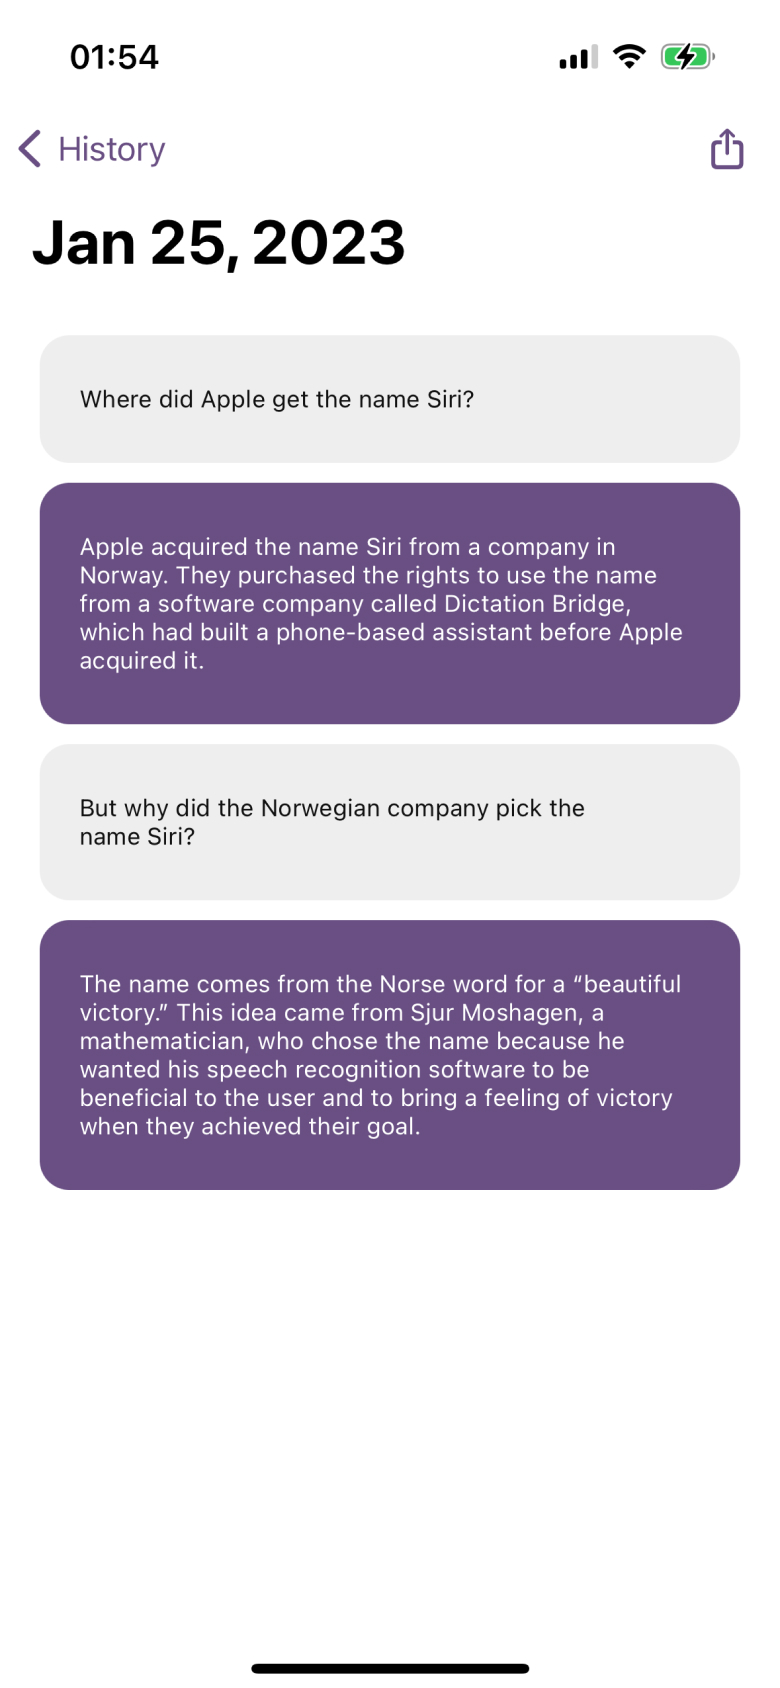 01:54
History
Jan 25, 2023
Where did Apple get the name Siri?
Apple acquired the name Siri from a company in
Norway. They purchased the rights to use the name
from a software company called Dictation Bridge,
which had built a phone-based assistant before Apple
acquired it.
But why did the Norwegian company pick the
name Siri?
The name comes from the Norse word for a “beautiful
victory.” This idea came from Sjur Moshagen, a
mathematician, who chose the name because he
wanted his speech recognition software to be
beneficial to the user and to bring a feeling of victory
when they achieved their goal.